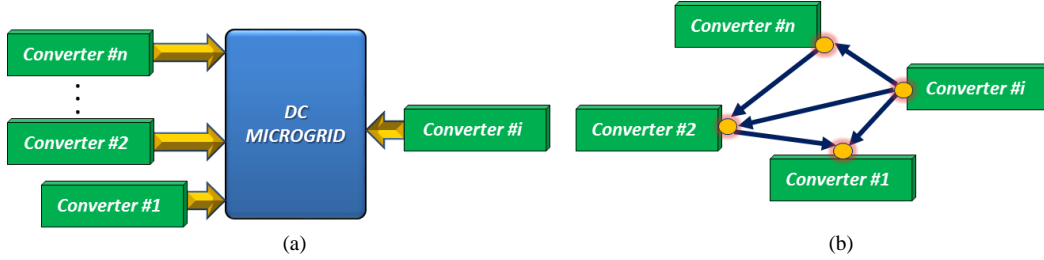 Converter #n
Converter #2
Converter #1
DC
MICROGRID
Converter #i
(a)
Converter #n
Converter #i
Converter #2
Converter #1
(b)